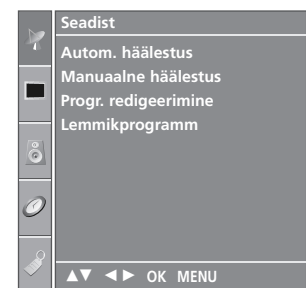 Seadist
Autom. häälestus
Manuaalne häälestus
Progr. redigeerimine
Lemmikprogramm
▲▼ ◄► OK MENU